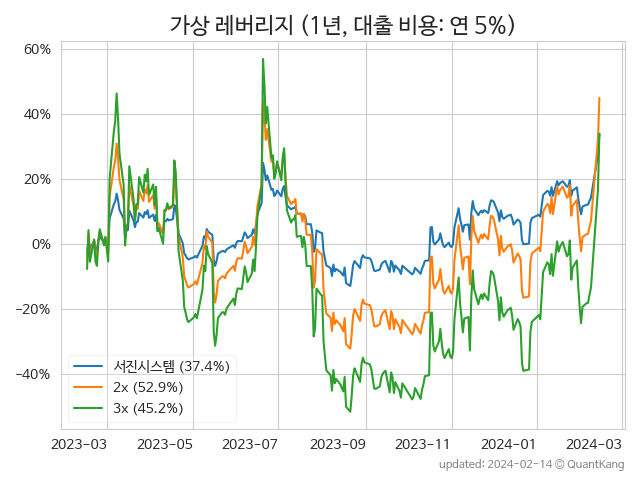 가상 레버리지 (1년, 대출 비용: 연 5%)
60%
40%
20%
0%
−20%
−40%
서진시스템 (37.4%)
2x (52.9%)
3x (45.2%)
2023-03 2023-05 2023-07 2023-09 2023-11 2024-01 2024-03
updated: 2024-02-14 © QuantKang